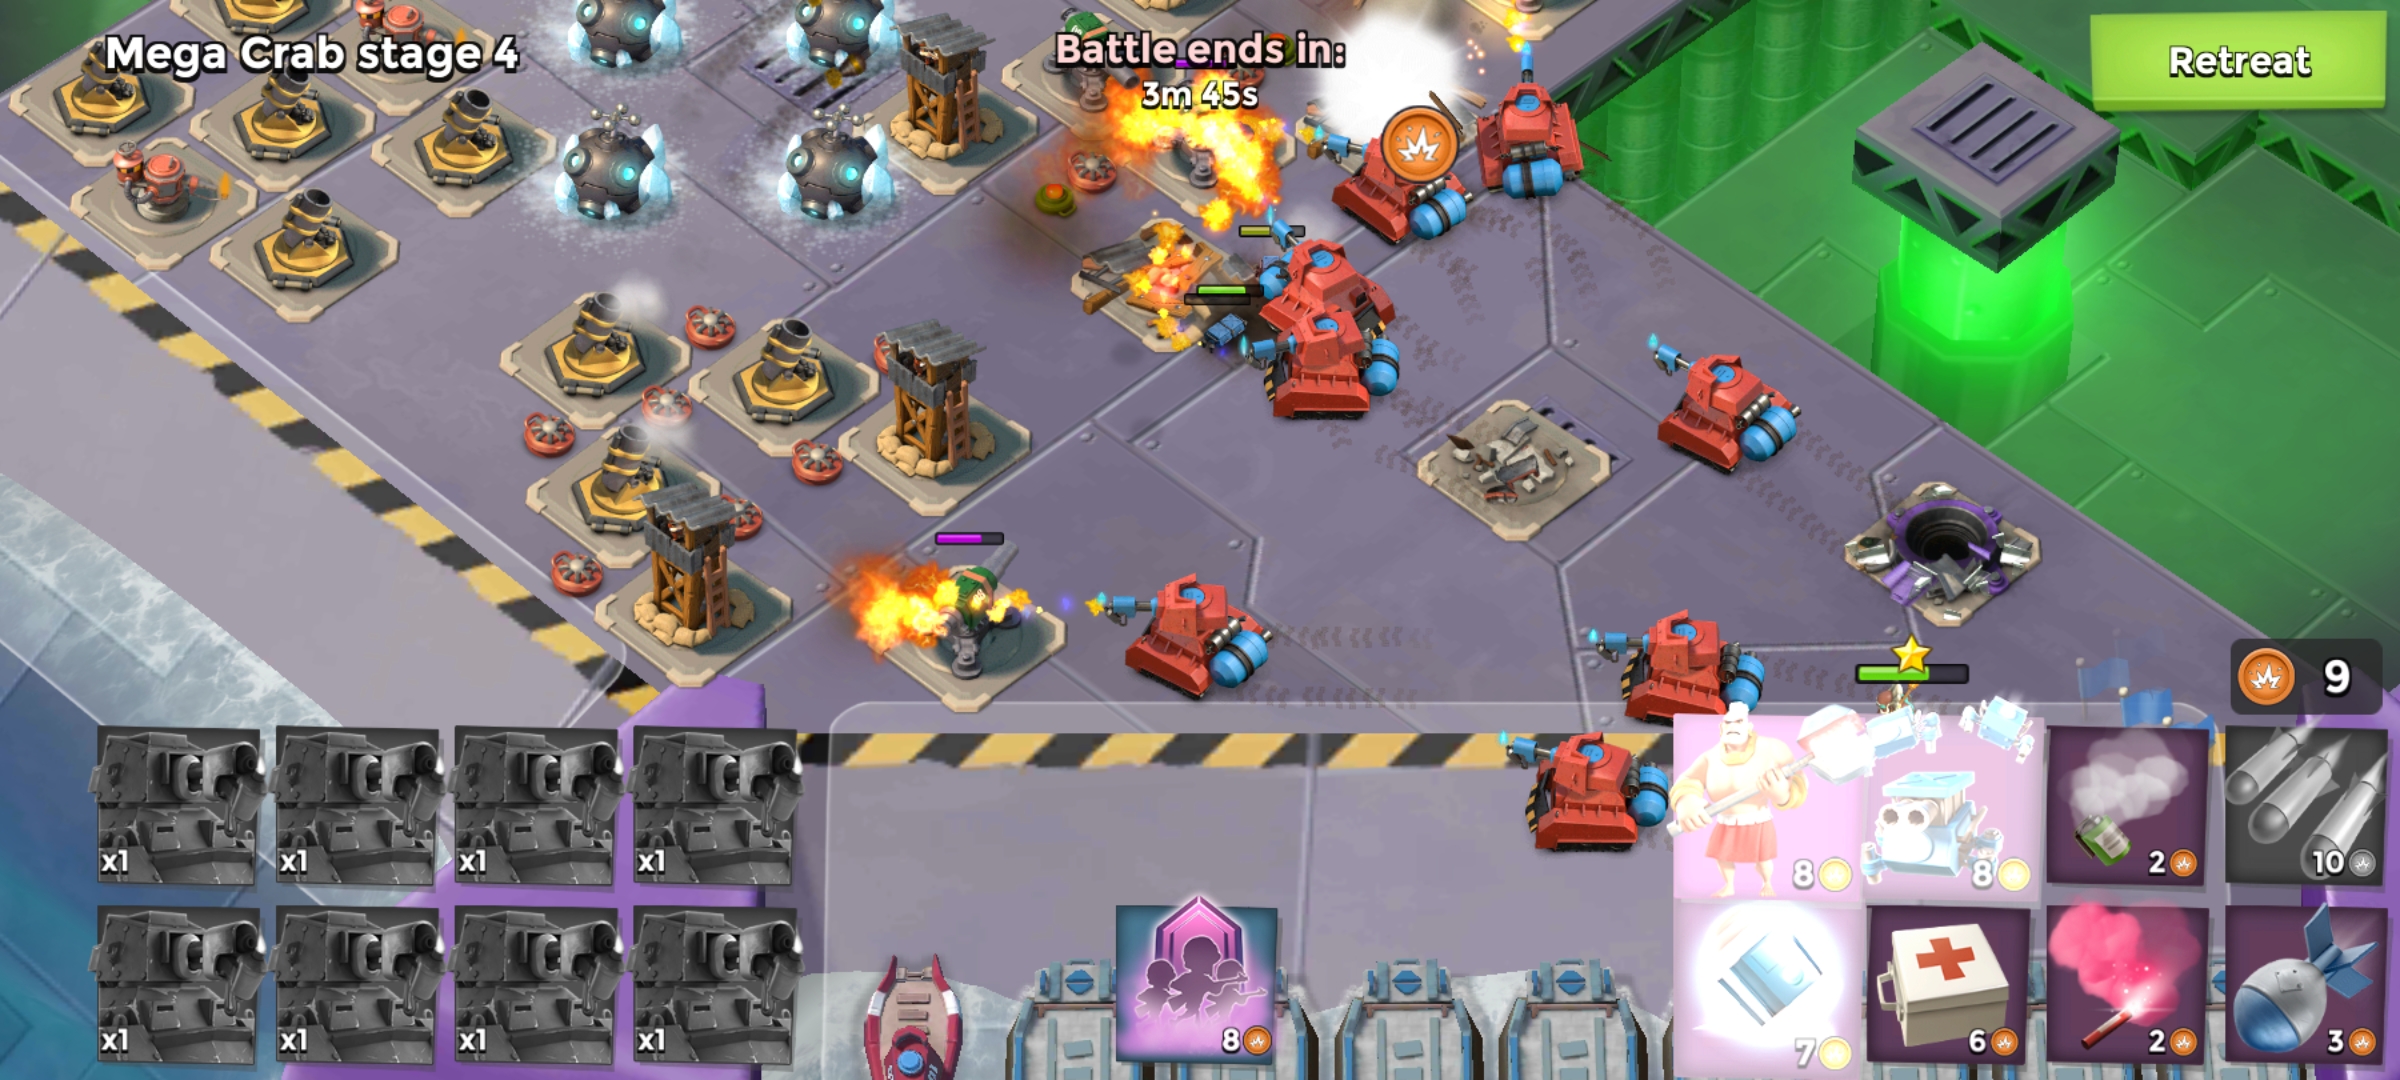 Mega Crab stage 4
Battle ends in:
3m 45s
Retreat
9
x1
x1
x1
x1
8
8
2
10
x1
x1
x1
x1
8
7
6
2
3